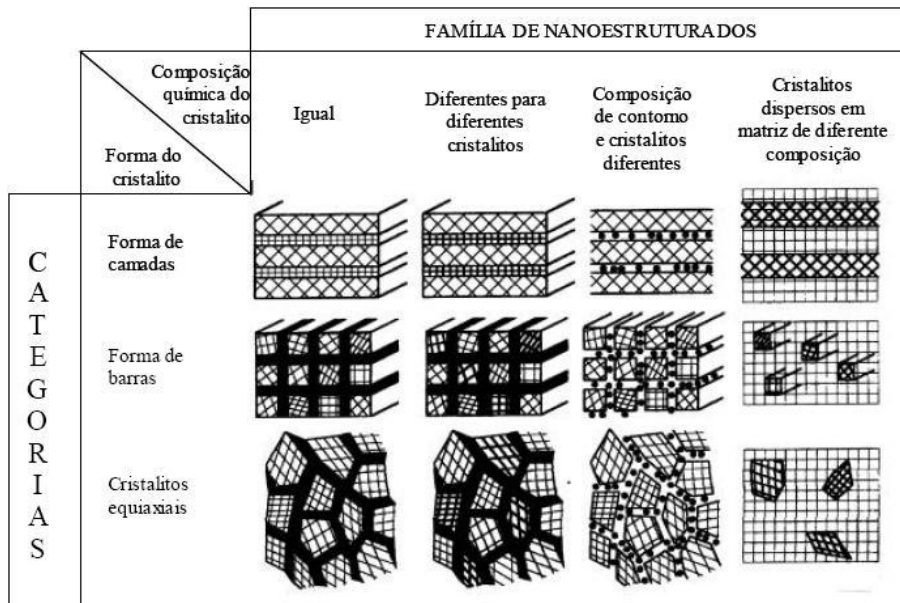 FAMÍLIA DE NANOESTRUTURADOS
Composição
química do
cristalito
Forma do
cristalito
Igual
Diferentes para
diferentes
cristalitos
Composição
de contorno
e cristalitos
diferentes
Cristalitos
dispersos em
matriz de diferente
composição
CATEGORIAS
Forma de
camadas
Forma de
barras
Cristalitos
equiaxiais